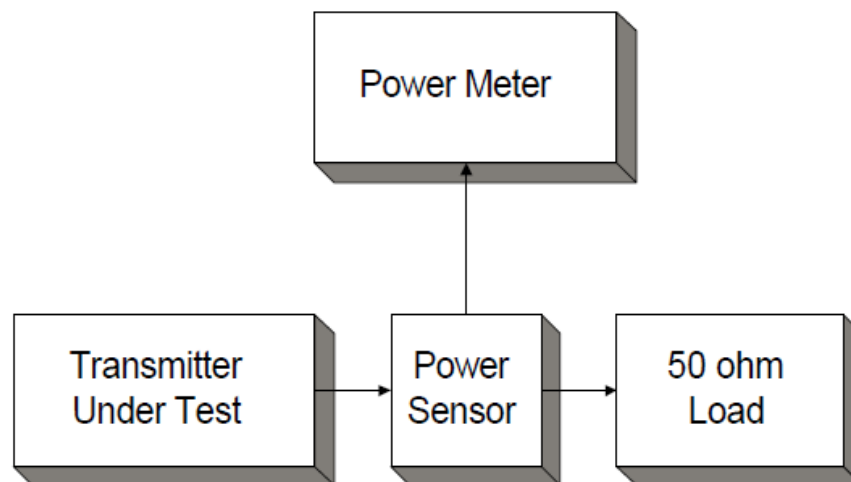 Power Meter
Transmitter
Under Test
Power
Sensor
50 ohm
Load